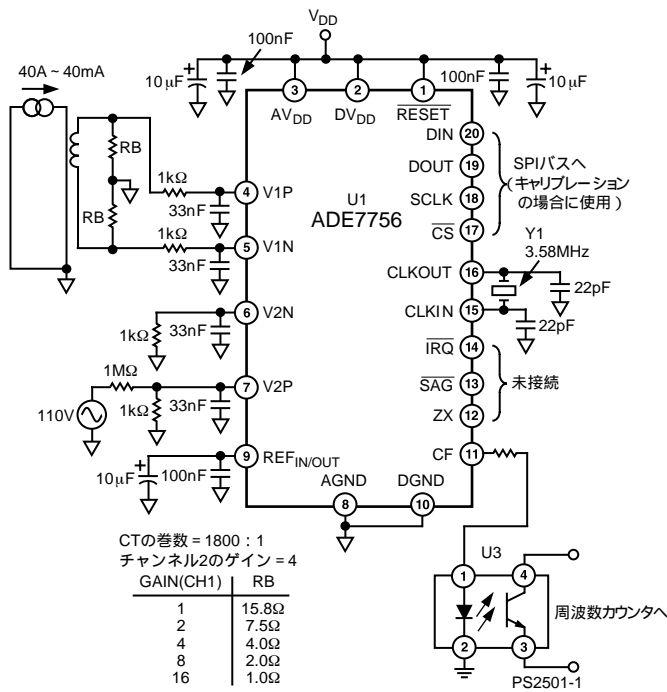 VDD
100nF
10μF
40A ~ 40mA
100nF
10μF
3
2
1
AVDD
DVDD
RESET
RB
RB
1kΩ
33nF
4
V1P
1kΩ
33nF
5
V1N
U1
ADE7756
DIN
20
DOUT
19
SCLK
18
CS
17
SPIバスへ
(キャリブレーション
の場合に使用)
Y1
3.58MHz
CLKOUT
16
22pF
CLKIN
15
22pF
6
V2N
1kΩ
33nF
1MΩ
7
V2P
110V
1kΩ
33nF
IRQ
14
SAG
13
ZX
12
未接続
CF
11
9
REFIN/OUT
10μF
100nF
AGND
DGND
8
10
CTの巻数 = 1800 : 1
チャンネル2のゲイン = 4
GAIN(CH1) RB
1 15.8Ω
2 7.5Ω
4 4.0Ω
8 2.0Ω
16 1.0Ω
U3
1
4
2
3
周波数カウンタへ
PS2501-1